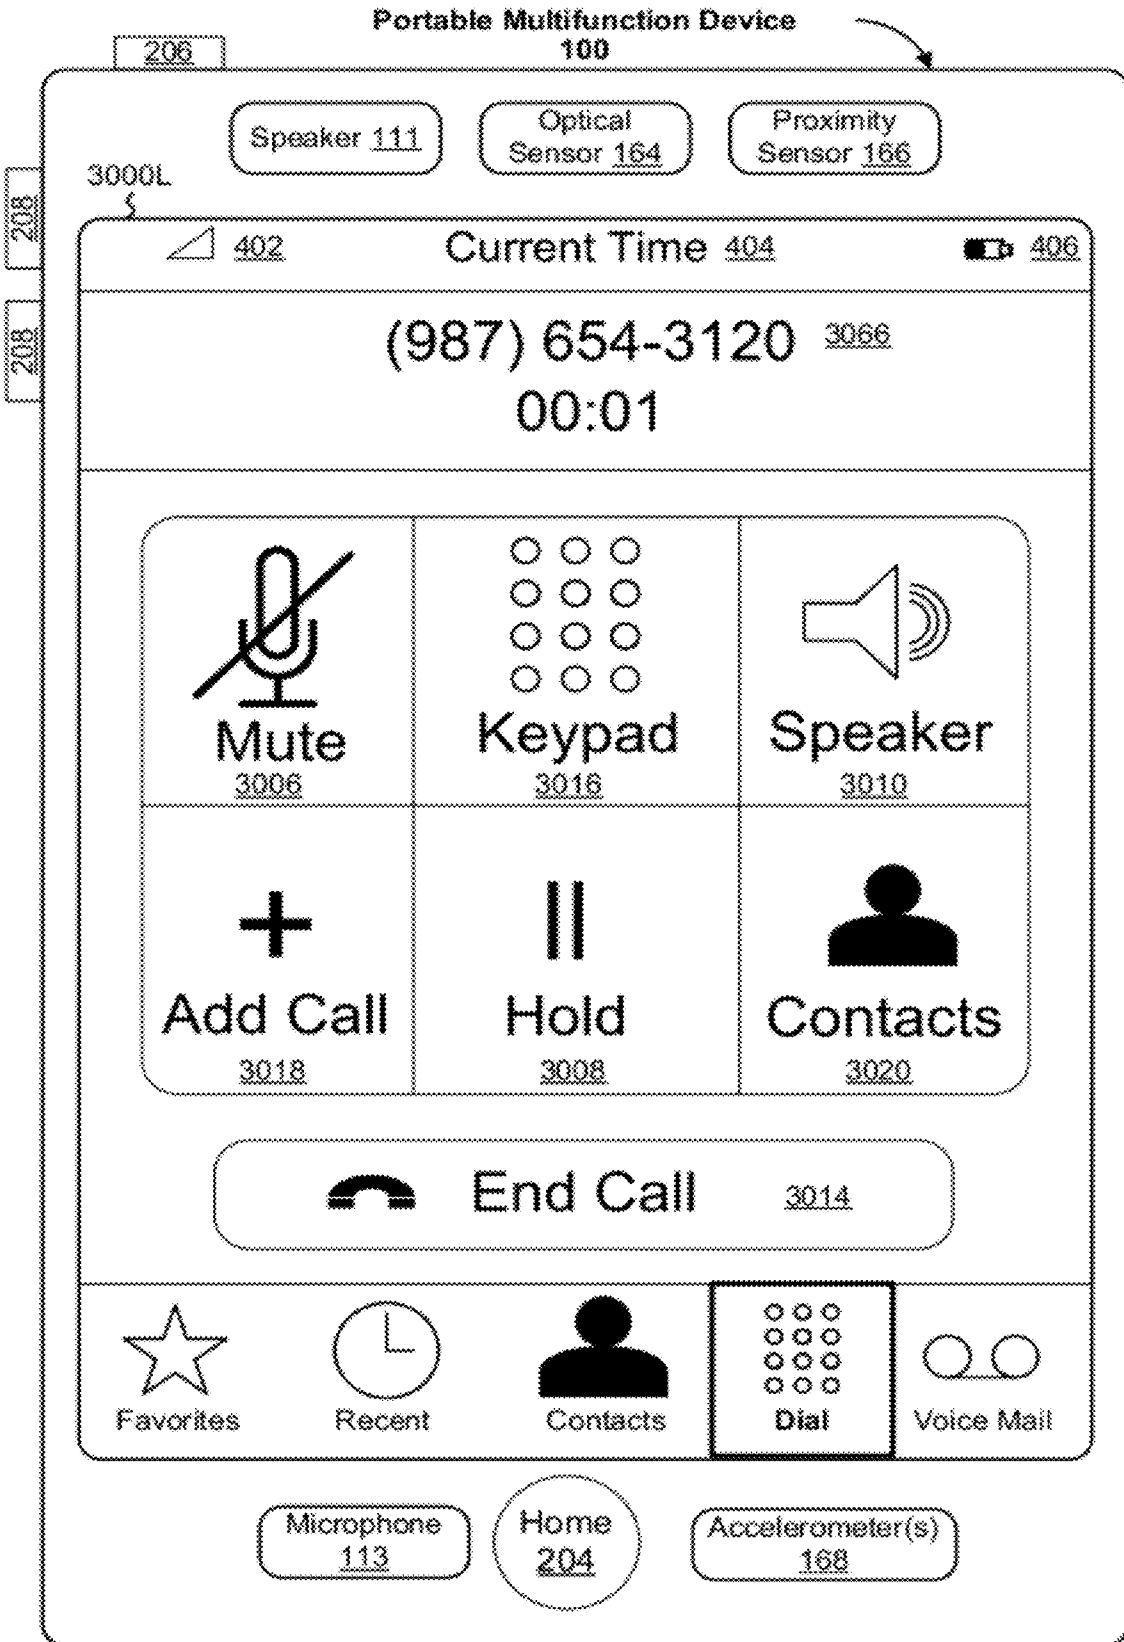 Portable Multifunction Device
100
206
Speaker 111
Optical
Sensor 164
Proximity
Sensor 166
3000L
208
208
402
Current Time 404
406
(987) 654-3120 3066
00:01
Mute
3006
Keypad
3016
Speaker
3010
Add Call
3018
Hold
3008
Contacts
3020
End Call 3014
Favorites
Recent
Contacts
Dial
Voice Mail
Microphone
113
Home
204
Accelerometer(s)
168